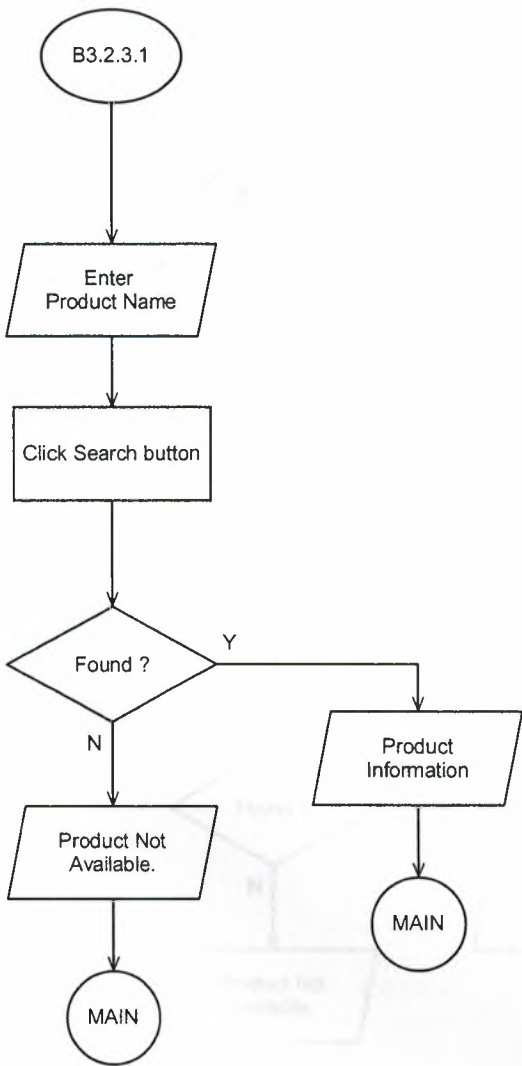 B3.2.3.1
Enter
Product Name
Click Search button
Found ?
Y
N
Product
Information
Product Not
Available.
MAIN
MAIN